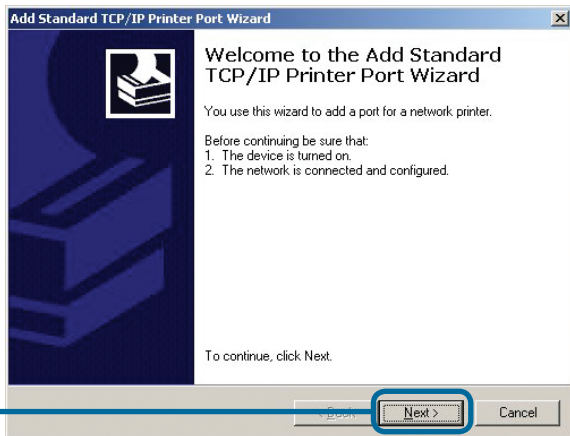 Add Standard TCP/IP Printer Port Wizard
Welcome to the Add Standard
TCP/IP Printer Port Wizard
You use this wizard to add a port for a network printer.
Before continuing be sure that:
1. The device is turned on.
2. The network is connected and configured.
To continue, click Next.
< Back Next > Cancel